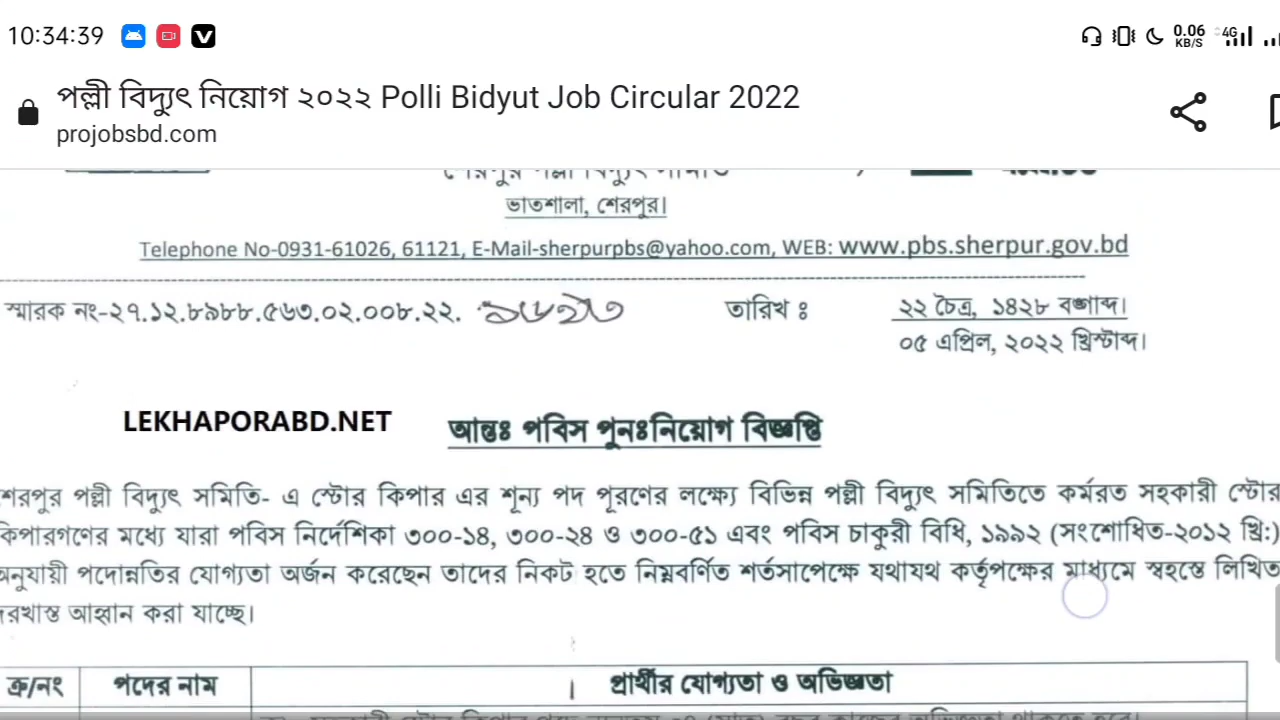 10:34:39
0.06
KB/S
4G
পল্লী বিদ্যুৎ নিয়োগ ২০২২ Polli Bidyut Job Circular 2022
projobsbd.com
শেরপুর পল্লী বিদ্যুৎ সমিতি
ভাতশালা, শেরপুর।
Telephone No-0931-61026, 61121, E-Mail-sherpurpbs@yahoo.com, WEB: www.pbs.sherpur.gov.bd
স্মারক নং-২৭.১২.৮৯৮৮.৫৬৩.০২.০০৮.২২. তারিখ ঃ ২২ চৈত্র, ১৪২৮ বঙ্গাব্দ।
০৫ এপ্রিল, ২০২২ খ্রিস্টাব্দ।
LEKHAPORABD.NET
আন্তঃ পবিস পুনঃনিয়োগ বিজ্ঞপ্তি
শেরপুর পল্লী বিদ্যুৎ সমিতি- এ স্টোর কিপার এর শূন্য পদ পূরণের লক্ষ্যে বিভিন্ন পল্লী বিদ্যুৎ সমিতিতে কর্মরত সহকারী স্টোর
কিপারগণের মধ্যে যারা পবিস নির্দেশিকা ৩০০-১৪, ৩০০-২৪ ও ৩০০-৫১ এবং পবিস চাকুরী বিধি, ১৯৯২ (সংশোধিত-২০১২ খ্রি:)
অনুযায়ী পদোন্নতির যোগ্যতা অর্জন করেছেন তাদের নিকট হতে নিম্নবর্ণিত শর্তসাপেক্ষে যথাযথ কর্তৃপক্ষের মাধ্যমে স্বহস্তে লিখিত
দরখাস্ত আহ্বান করা যাচ্ছে।
ক্র/নং পদের নাম প্রার্থীর যোগ্যতা ও অভিজ্ঞতা